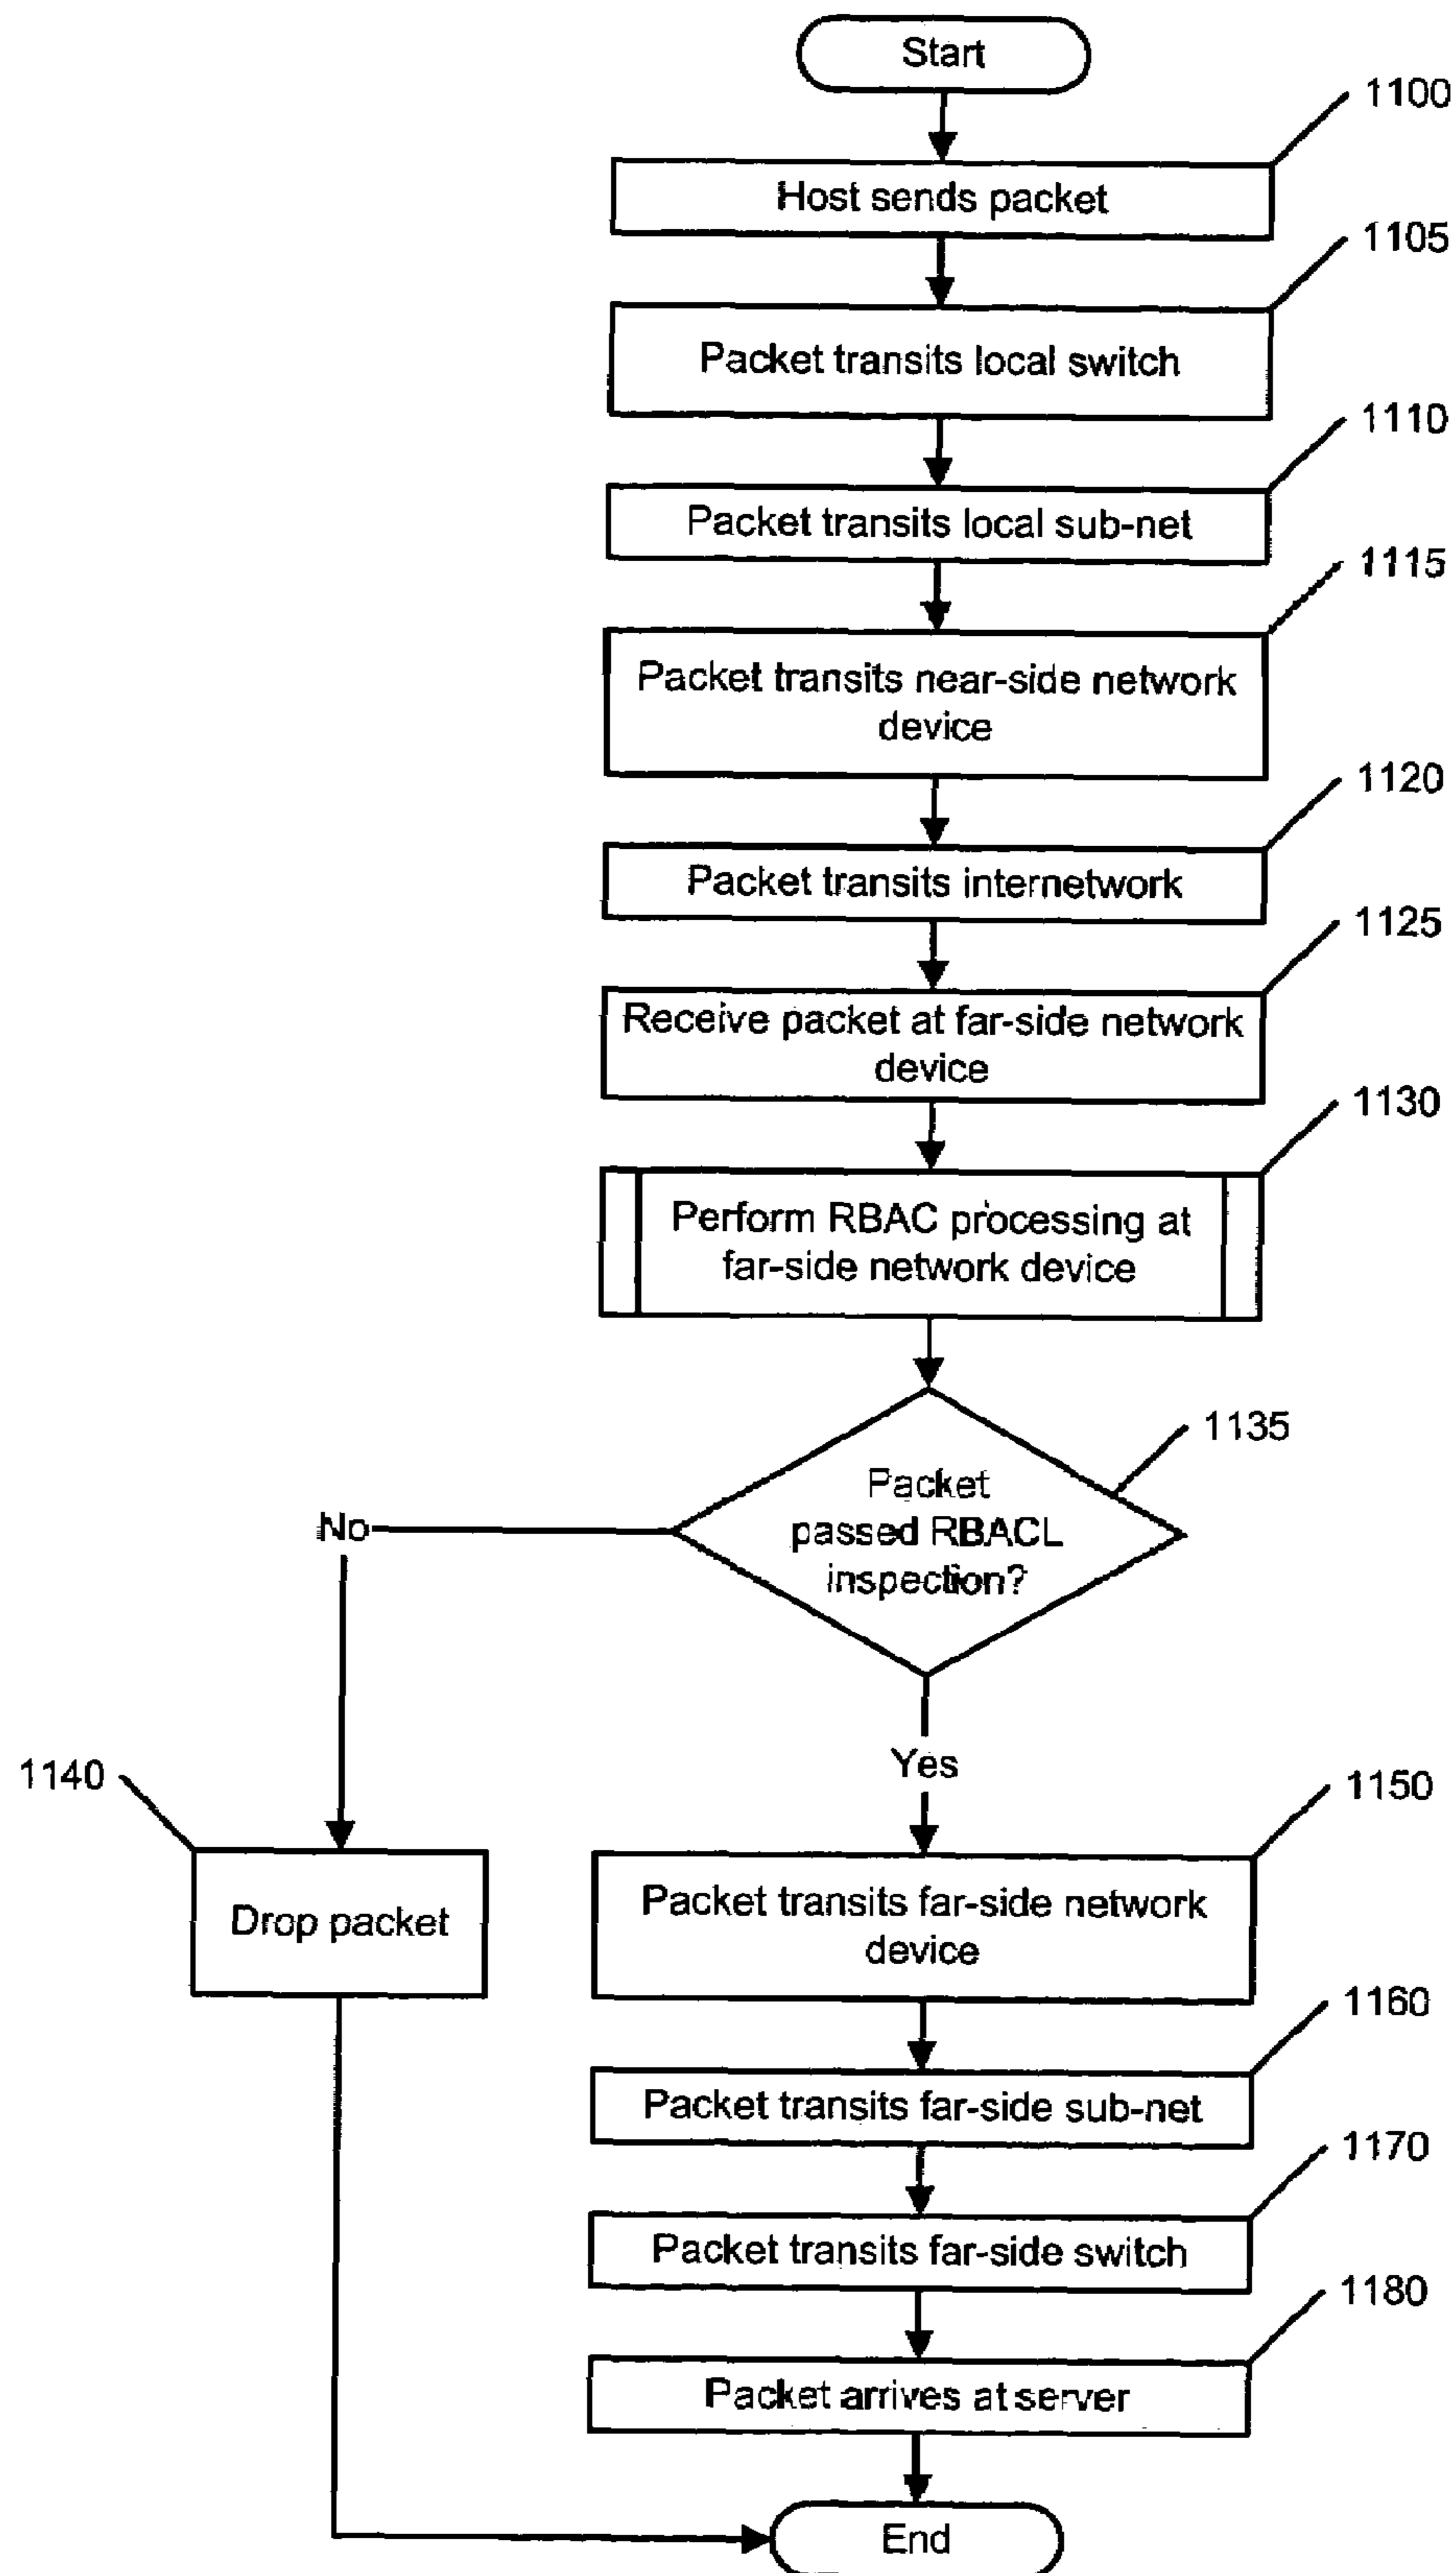 Start
1100
Host sends packet
1105
Packet transits local switch
1110
Packet transits local sub-net
1115
Packet transits near-side network
device
1120
Packet transits internetwork
1125
Receive packet at far-side network
device
1130
Perform RBAC processing at
far-side network device
1135
Packet
passed RBACL
inspection?
No
Yes
1140
Drop packet
1150
Packet transits far-side network
device
1160
Packet transits far-side sub-net
1170
Packet transits far-side switch
1180
Packet arrives at server
End